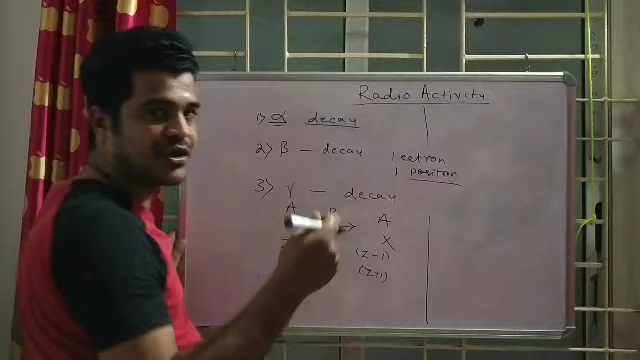 Radio Activity
1) α decay
2) β - decay 1 eetron
1 positron
3) γ - decay
A β A
X
(Z-1)
(Z+1)